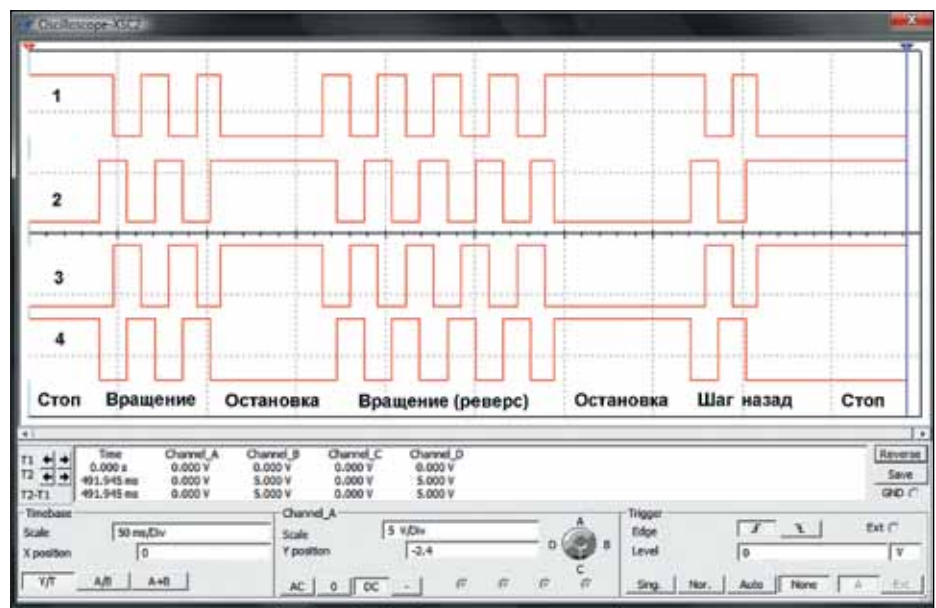 Oscilloscope-XSC2
1
2
3
4
Стоп Вращение Остановка Вращение (реверс) Остановка Шаг назад Стоп
Time Channel_A Channel_B Channel_C Channel_D
T1 0.000 s 0.000 V 0.000 V 0.000 V 0.000 V
T2 491.945 ms 0.000 V 5.000 V 0.000 V 5.000 V
T2-T1 491.945 ms 0.000 V 5.000 V 0.000 V 5.000 V
Reverse
Save
GND
Timebase
Scale 50 ms/Div
X position 0
Y/T A/B A+B
Channel_A
Scale 5 V/Div
Y position -2.4
AC 0 DC -
A
B
C
D
Trigger
Edge Ext
Level 0 V
Sing. Nor. Auto None A Ext